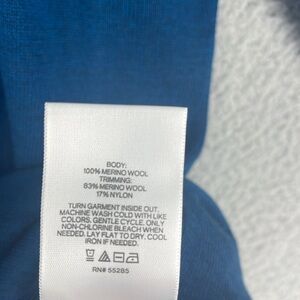 BODY:
100% MERINO WOOL
TRIMMING:
83% MERINO WOOL
17% NYLON
TURN GARMENT INSIDE OUT.
MACHINE WASH COLD WITH LIKE
COLORS. GENTLE CYCLE. ONLY
NON-CHLORINE BLEACH WHEN
NEEDED. LAY FLAT TO DRY. COOL
IRON IF NEEDED.
RN# 55285